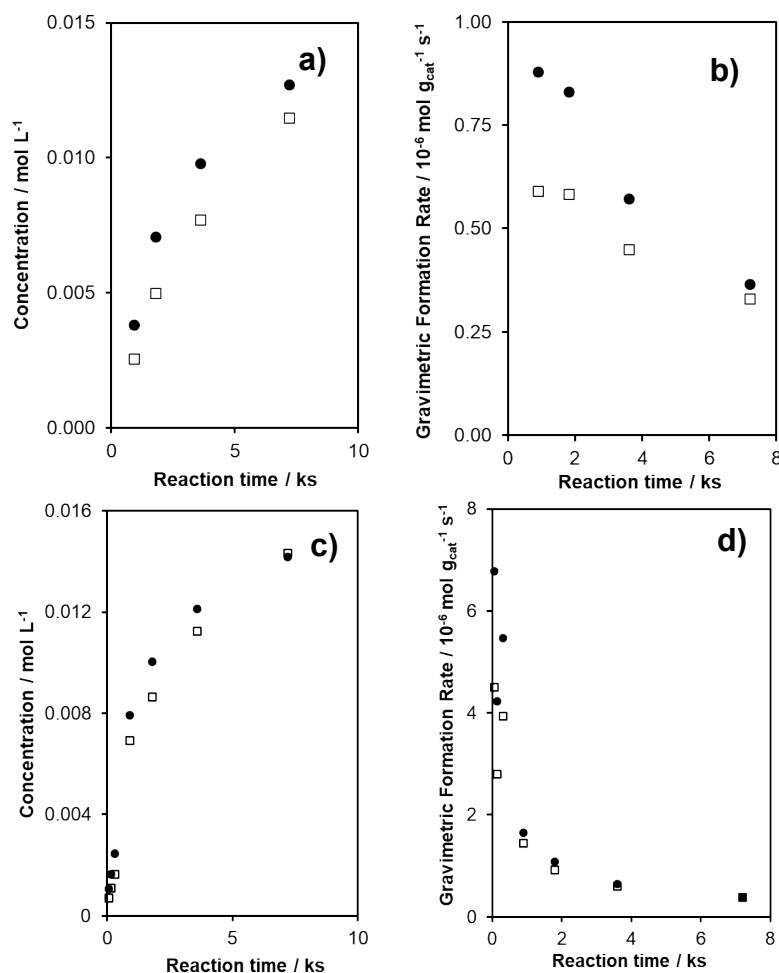 a)
0.015
0.010
0.005
0.000
Concentration / mol L⁻¹
0
5
10
Reaction time / ks
b)
1.00
0.75
0.50
0.25
0.00
Gravimetric Formation Rate / 10⁻⁶ mol g_cat⁻¹ s⁻¹
0
2
4
6
8
Reaction time / ks
c)
0.016
0.012
0.008
0.004
0
Concentration / mol L⁻¹
0
5
10
Reaction time / ks
d)
8
6
4
2
0
Gravimetric Formation Rate / 10⁻⁶ mol g_cat⁻¹ s⁻¹
0
2
4
6
8
Reaction time / ks